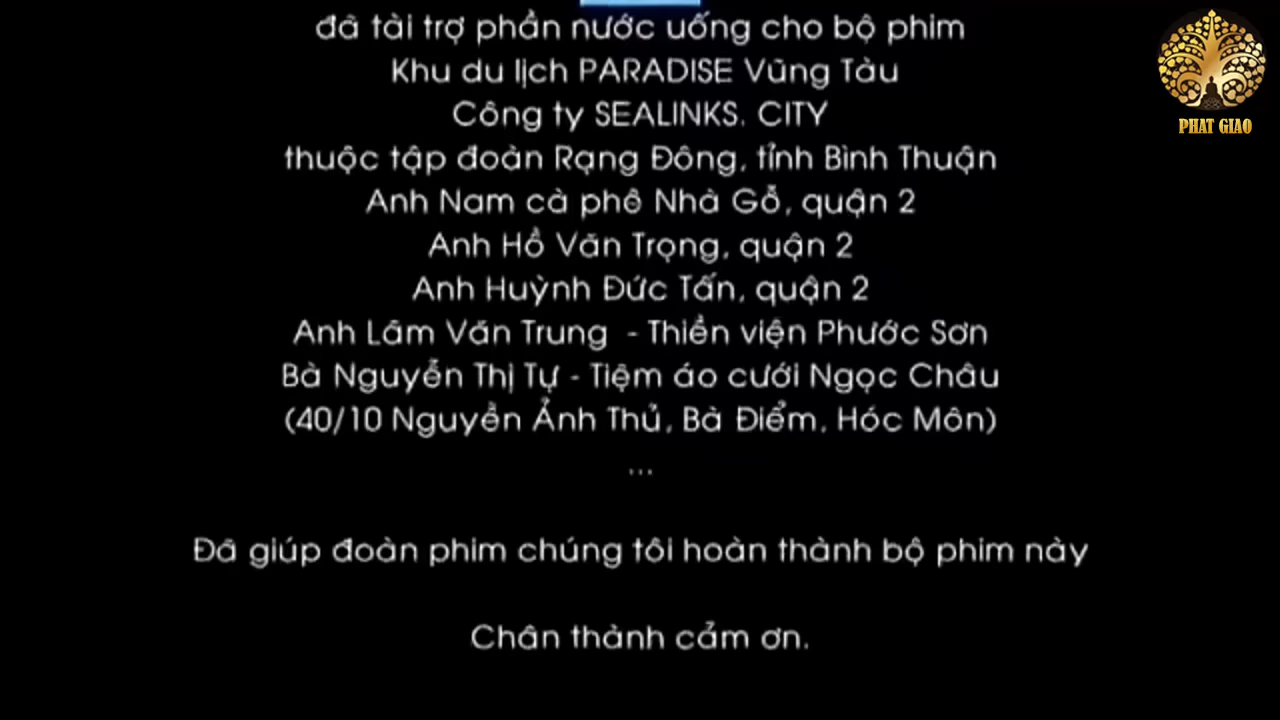 đã tài trợ phần nước uống cho bộ phim
Khu du lịch PARADISE Vũng Tàu
Công ty SEALINKS. CITY
thuộc tập đoàn Rạng Đông, tỉnh Bình Thuận
Anh Nam cà phê Nhà Gỗ, quận 2
Anh Hồ Văn Trọng, quận 2
Anh Huỳnh Đức Tấn, quận 2
Anh Lãm Văn Trung - Thiền viện Phước Sơn
Bà Nguyễn Thị Tự - Tiệm áo cưới Ngọc Châu
(40/10 Nguyễn Ảnh Thủ, Bà Điểm, Hóc Môn)
...
Đã giúp đoàn phim chúng tôi hoàn thành bộ phim này
Chân thành cảm ơn.
PHAT GIAO